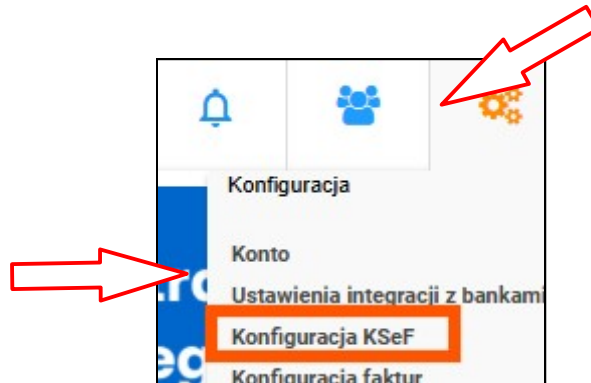 Konfiguracja
Konto
Ustawienia integracji z bankami
Konfiguracja KSeF
Konfiguracja faktur